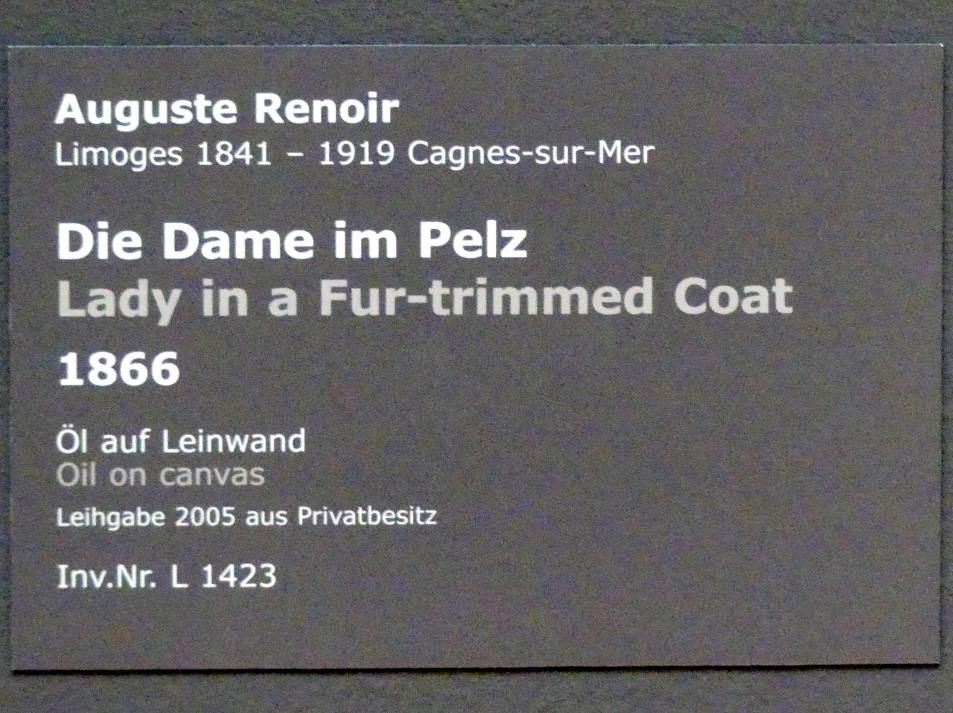 Auguste Renoir
Limoges 1841 – 1919 Cagnes-sur-Mer
Die Dame im Pelz
Lady in a Fur-trimmed Coat
1866
Öl auf Leinwand
Oil on canvas
Leihgabe 2005 aus Privatbesitz
Inv.Nr. L 1423